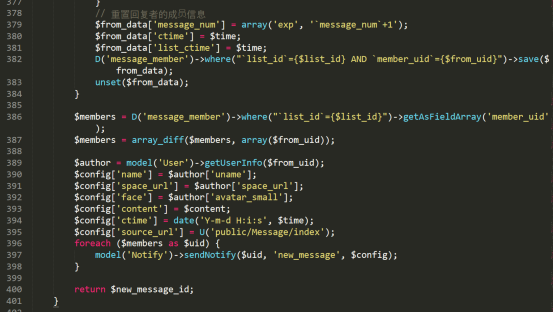 377 }
378 // 重置回复者的成员信息
379 $from_data['message_num'] = array('exp', '`message_num`+1');
380 $from_data['ctime'] = $time;
381 $from_data['list_ctime'] = $time;
382 D('message_member')->where("`list_id`={$list_id} AND `member_uid`={$from_uid}")->save($
from_data);
383 unset($from_data);
384 }
385
386 $members = D('message_member')->where("`list_id`={$list_id}")->getAsFieldArray('member_uid'
);
387 $members = array_diff($members, array($from_uid));
388
389 $author = model('User')->getUserInfo($from_uid);
390 $config['name'] = $author['uname'];
391 $config['space_url'] = $author['space_url'];
392 $config['face'] = $author['avatar_small'];
393 $config['content'] = $content;
394 $config['ctime'] = date('Y-m-d H:i:s', $time);
395 $config['source_url'] = U('public/Message/index');
396 foreach ($members as $uid) {
397 model('Notify')->sendNotify($uid, 'new_message', $config);
398 }
399
400 return $new_message_id;
401 }
402